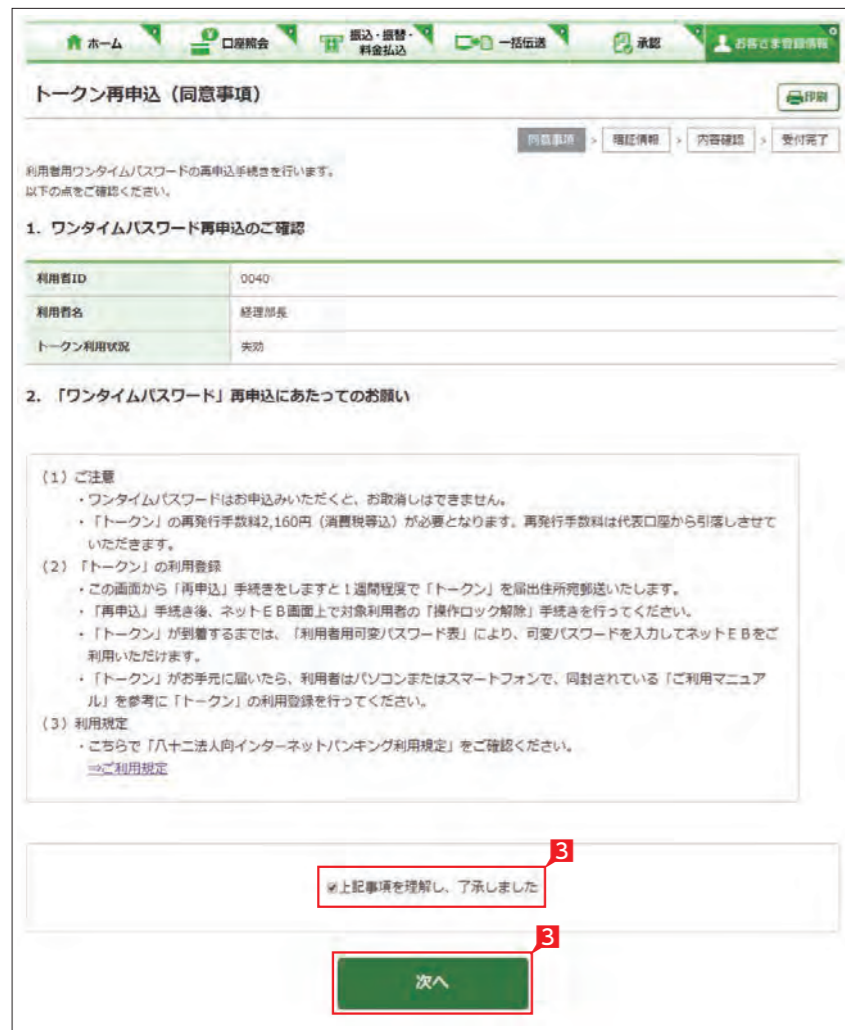 ホーム
口座照会
振込・振替・
料金払込
一括伝送
承認
お客さま登録情報
トークン再申込（同意事項）
印刷
同意事項 > 暗証情報 > 内容確認 > 受付完了
利用者用ワンタイムパスワードの再申込手続きを行います。
以下の点をご確認ください。
1. ワンタイムパスワード再申込のご確認
利用者ID 0040
利用者名 経理部長
トークン利用状況 失効
2. 「ワンタイムパスワード」再申込にあたってのお願い
（1）ご注意
・ワンタイムパスワードはお申込みいただくと、お取消しはできません。
・「トークン」の再発行手数料2,160円（消費税等込）が必要となります。再発行手数料は代表口座から引落しさせて
いただきます。
（2）「トークン」の利用登録
・この画面から「再申込」手続きをしますと1週間程度で「トークン」を届出住所宛郵送いたします。
・「再申込」手続き後、ネットEB画面上で対象利用者の「操作ロック解除」手続きを行ってください。
・「トークン」が到着するまでは、「利用者用可変パスワード表」により、可変パスワードを入力してネットEBをご
利用いただけます。
・「トークン」がお手元に届いたら、利用者はパソコンまたはスマートフォンで、同封されている「ご利用マニュア
ル」を参考に「トークン」の利用登録を行ってください。
（3）利用規定
・こちらで「八十二法人向インターネットバンキング利用規定」をご確認ください。
⇒ご利用規定
3
上記事項を理解し、了承しました
3
次へ